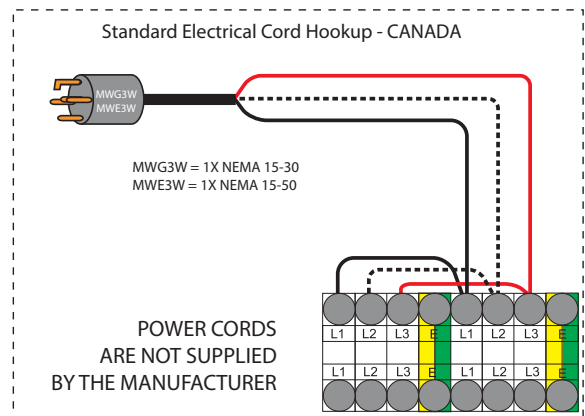 Standard Electrical Cord Hookup - CANADA
MWG3W
MWE3W
MWG3W = 1X NEMA 15-30
MWE3W = 1X NEMA 15-50
POWER CORDS
ARE NOT SUPPLIED
BY THE MANUFACTURER
L1 L2 L3 E L1 L2 L3 E
L1 L2 L3 E L1 L2 L3 E